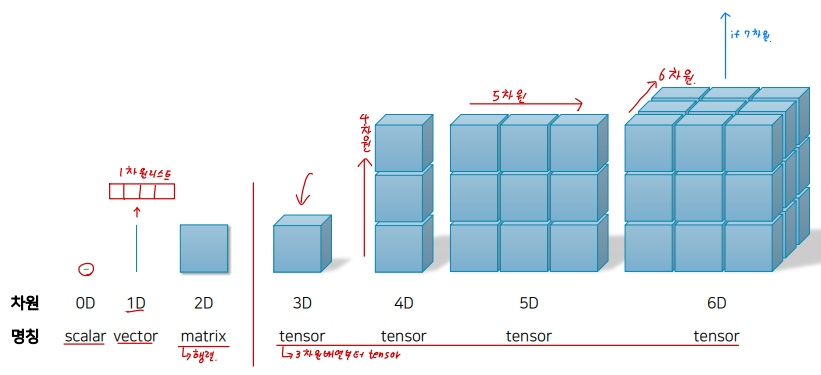 if 7차원.
6차원.
5차원
4차원
1차원리스트
차원 0D 1D 2D 3D 4D 5D 6D
명칭 scalar vector matrix tensor tensor tensor tensor
↳행렬. ↳3차원배열부터 tensor